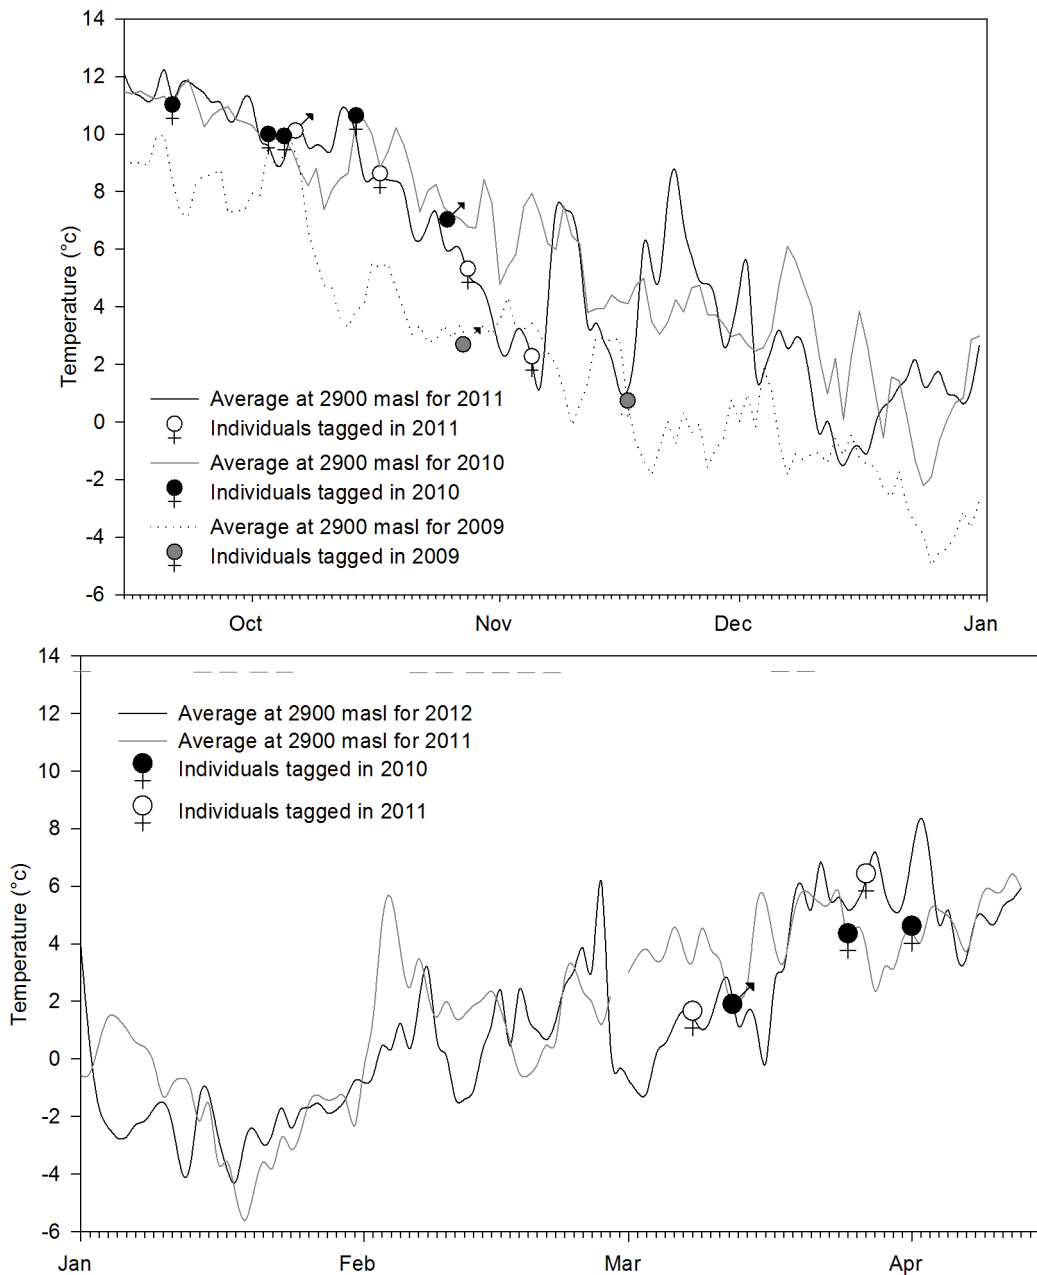 14
12
10
8
6
4
2
0
-2
-4
-6
Temperature (°c)
Average at 2900 masl for 2011
Individuals tagged in 2011
Average at 2900 masl for 2010
Individuals tagged in 2010
Average at 2900 masl for 2009
Individuals tagged in 2009
Oct Nov Dec Jan
14
12
10
8
6
4
2
0
-2
-4
-6
Temperature (°c)
Average at 2900 masl for 2012
Average at 2900 masl for 2011
Individuals tagged in 2010
Individuals tagged in 2011
Jan Feb Mar Apr